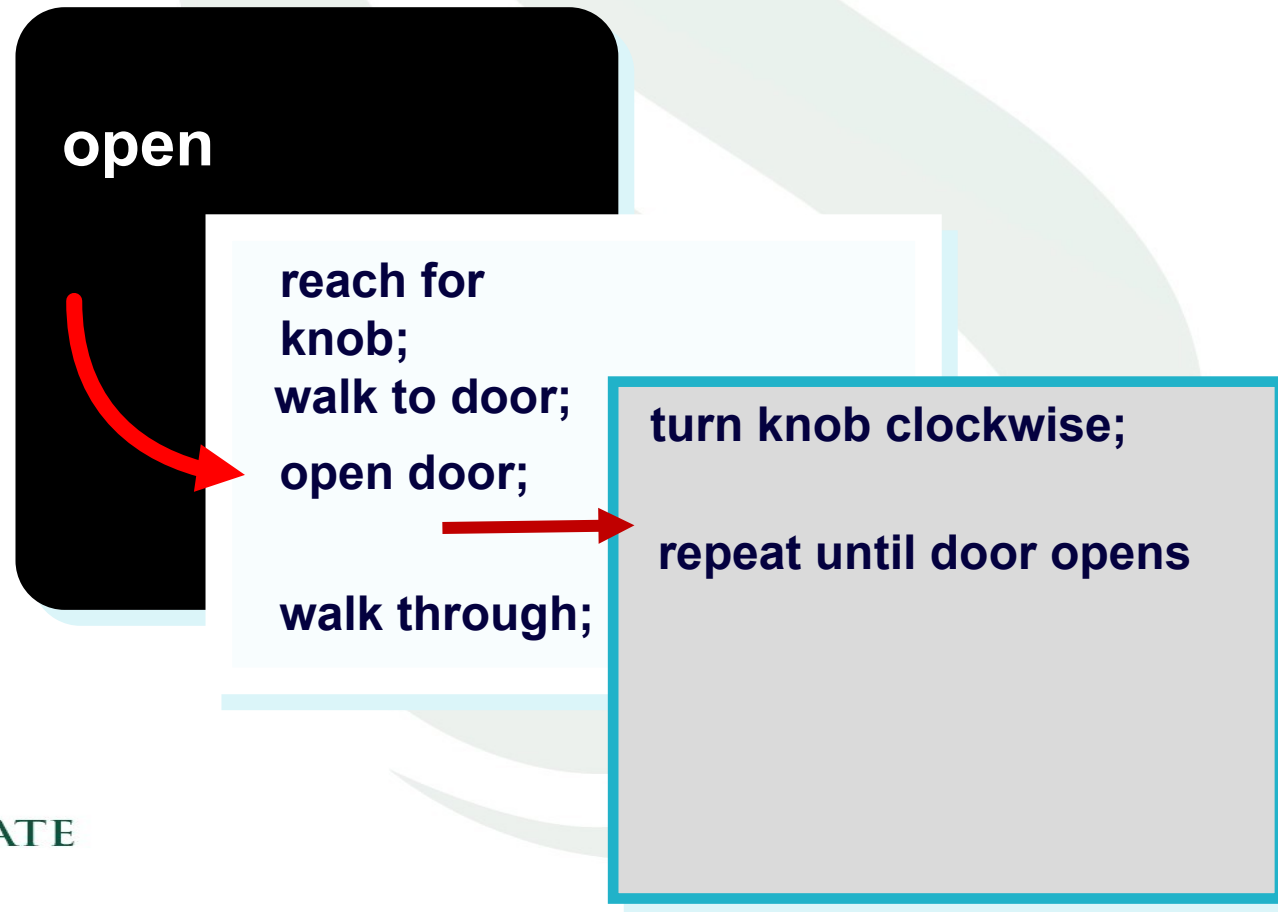 open
reach for
knob;
walk to door;
open door;
walk through;
turn knob clockwise;
repeat until door opens
ATE